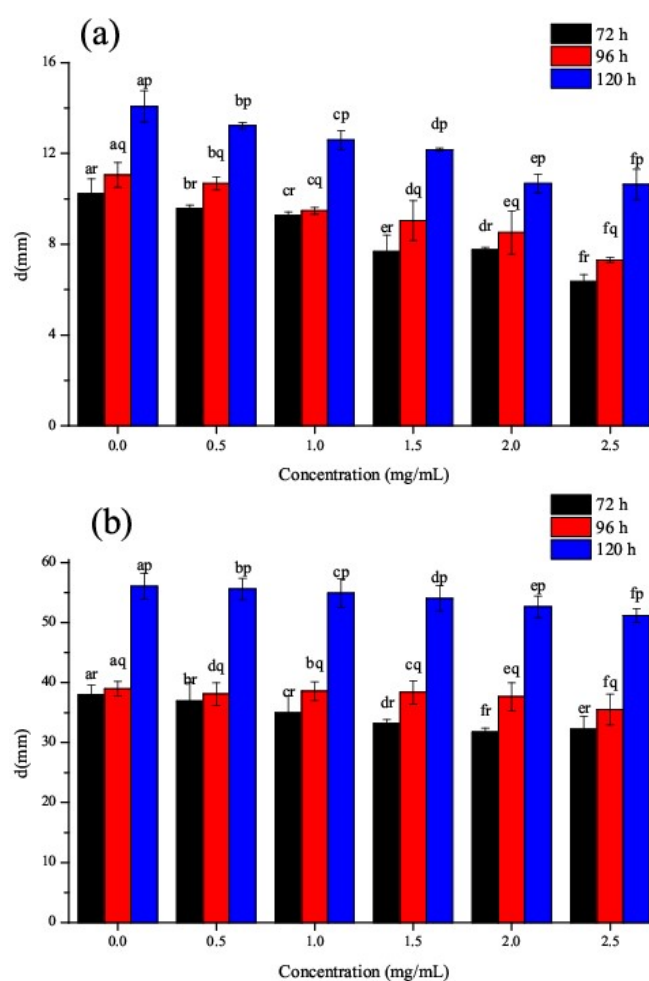 (a)
72 h
96 h
120 h
16
12
8
4
0
d(mm)
ar aq ap
br bq bp
cr cq cp
er dq dp
dr eq ep
fr fq fp
0.0 0.5 1.0 1.5 2.0 2.5
Concentration (mg/mL)
(b)
72 h
96 h
120 h
60
50
40
30
20
10
0
d(mm)
ar aq ap
br dq bp
cr bq cp
dr cq dp
fr eq ep
er fq fp
0.0 0.5 1.0 1.5 2.0 2.5
Concentration (mg/mL)